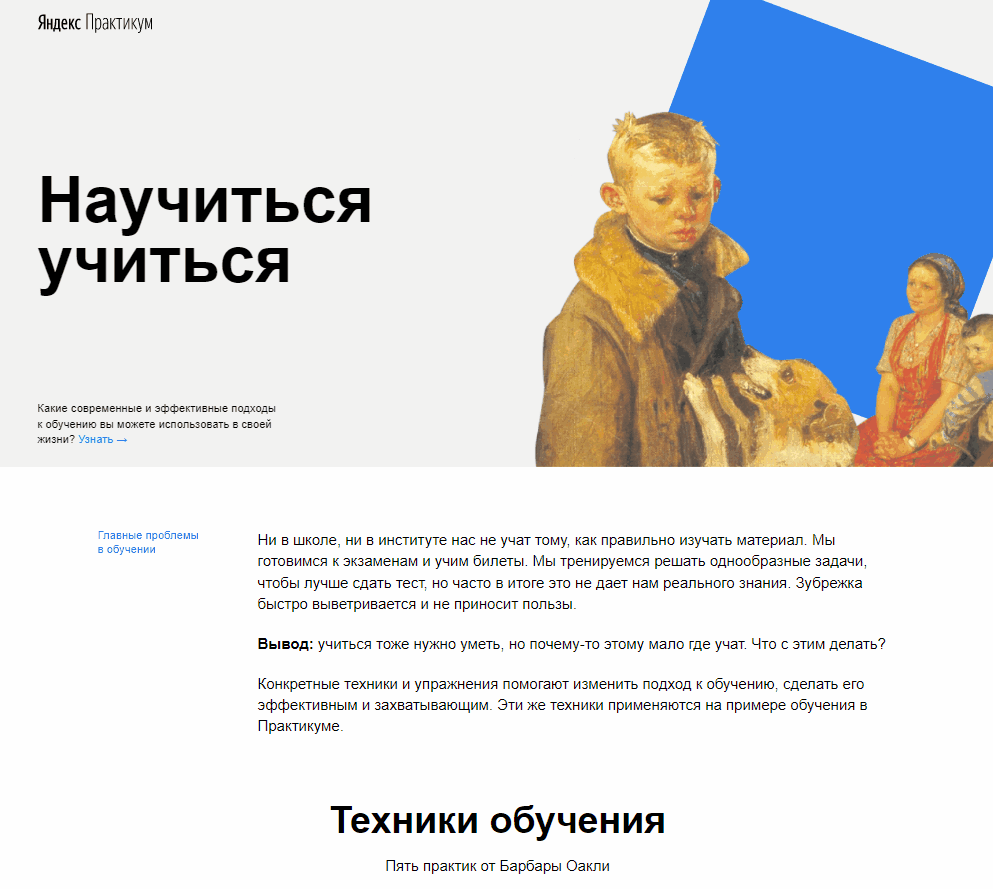 Яндекс Практикум
Научиться
учиться
Какие современные и эффективные подходы
к обучению вы можете использовать в своей
жизни? Узнать →
Главные проблемы
в обучении
Ни в школе, ни в институте нас не учат тому, как правильно изучать материал. Мы
готовимся к экзаменам и учим билеты. Мы тренируемся решать однообразные задачи,
чтобы лучше сдать тест, но часто в итоге это не дает нам реального знания. Зубрежка
быстро выветривается и не приносит пользы.
Вывод: учиться тоже нужно уметь, но почему-то этому мало где учат. Что с этим делать?
Конкретные техники и упражнения помогают изменить подход к обучению, сделать его
эффективным и захватывающим. Эти же техники применяются на примере обучения в
Практикуме.
Техники обучения
Пять практик от Барбары Оакли